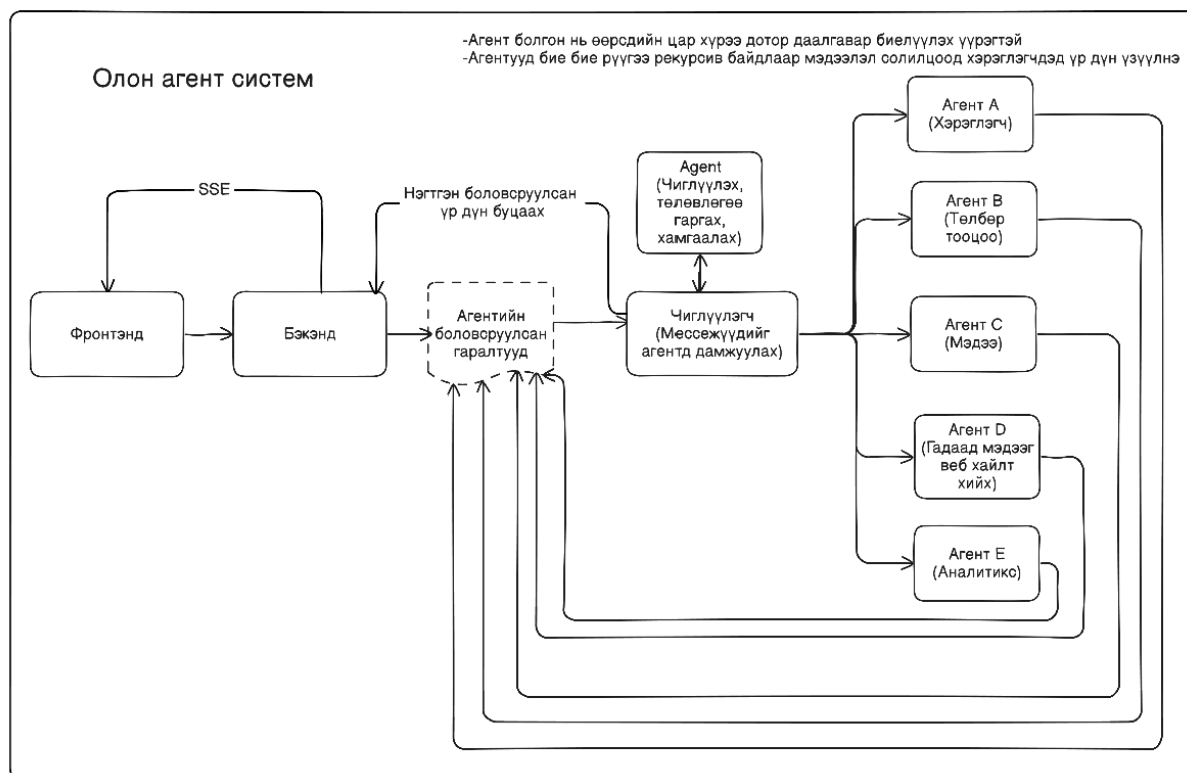 -Агент болгон нь өөрсдийн цар хүрээ дотор даалгавар биелүүлэх үүрэгтэй
-Агентууд бие бие рүүгээ рекурсив байдлаар мэдээлэл солилцоод хэрэглэгчдэд үр дүн үзүүлнэ
Олон агент систем
SSE
Нэгтгэн боловсруулсан
үр дүн буцаах
Agent
(Чиглүүлэх,
төлөвлөгөө
гаргах,
хамгаалах)
Фронтэнд
Бэкэнд
Агентийн
боловсруулсан
гаралтууд
Чиглүүлэгч
(Мессежүүдийг
агентд дамжуулах)
Агент A
(Хэрэглэгч)
Агент B
(Төлбөр
тооцоо)
Агент C
(Мэдээ)
Агент D
(Гадаад мэдээг
веб хайлт
хийх)
Агент E
(Аналитикс)